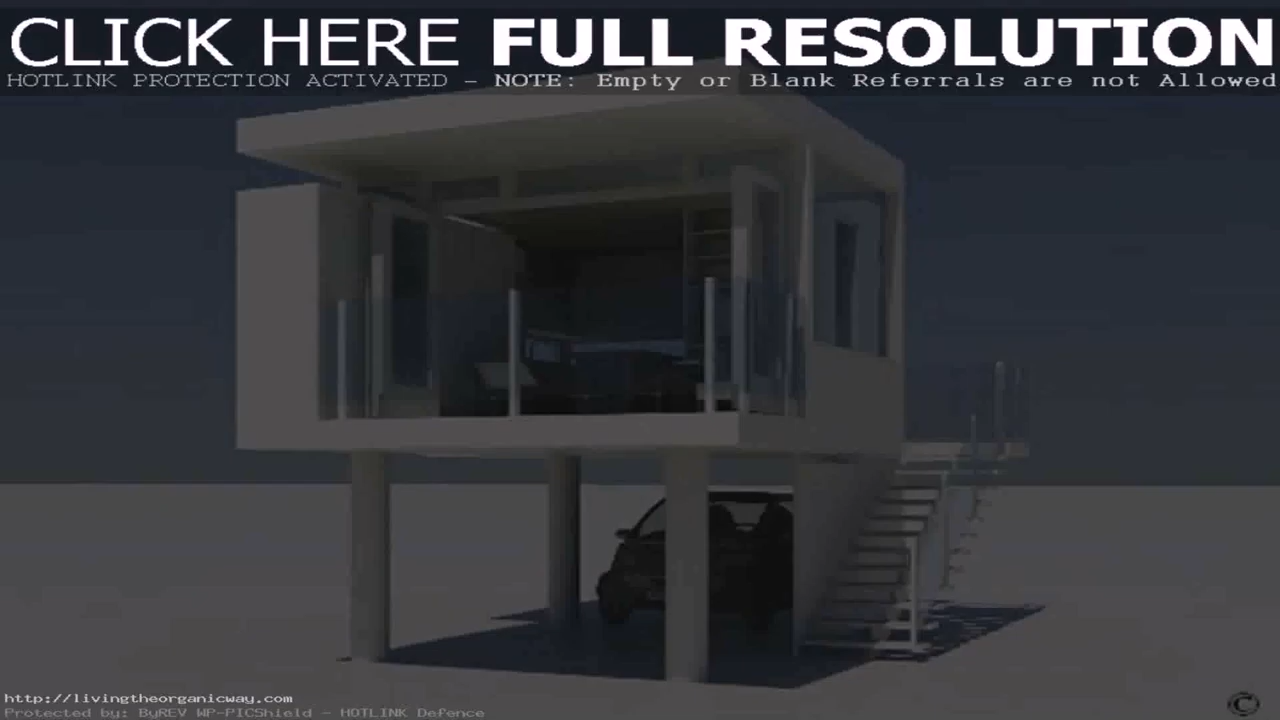 CLICK HERE FULL RESOLUTION
HOTLINK PROTECTION ACTIVATED – NOTE: Empty or Blank Referrals are not Allowed
http://livingtheorganicway.com
Protected by: ByREV WP-PICShield – HOTLINK Defence
©